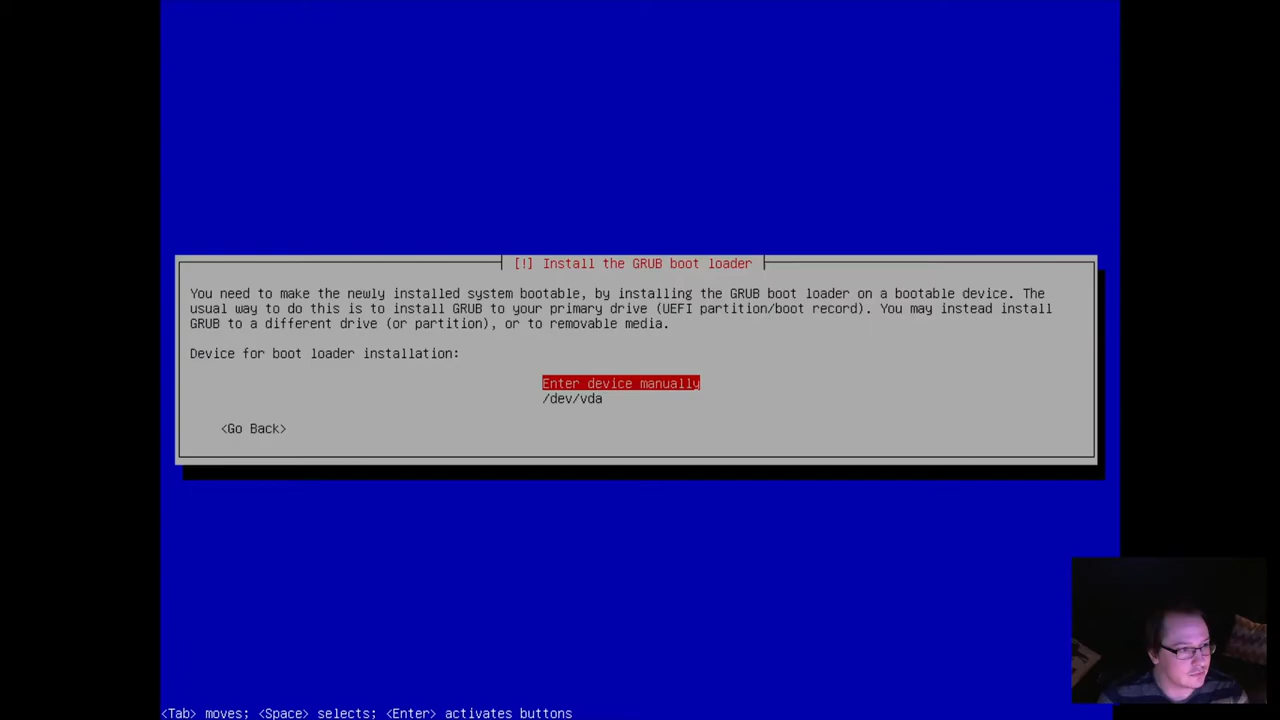 [!] Install the GRUB boot loader
You need to make the newly installed system bootable, by installing the GRUB boot loader on a bootable device. The
usual way to do this is to install GRUB to your primary drive (UEFI partition/boot record). You may instead install
GRUB to a different drive (or partition), or to removable media.
Device for boot loader installation:
Enter device manually
/dev/vda
<Go Back>
<Tab> moves; <Space> selects; <Enter> activates buttons